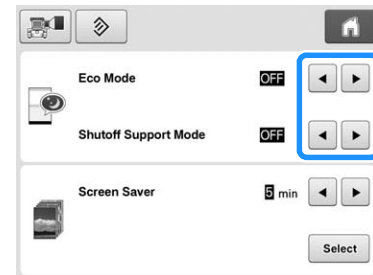 Eco Mode OFF
Shutoff Support Mode OFF
Screen Saver 5 min
Select